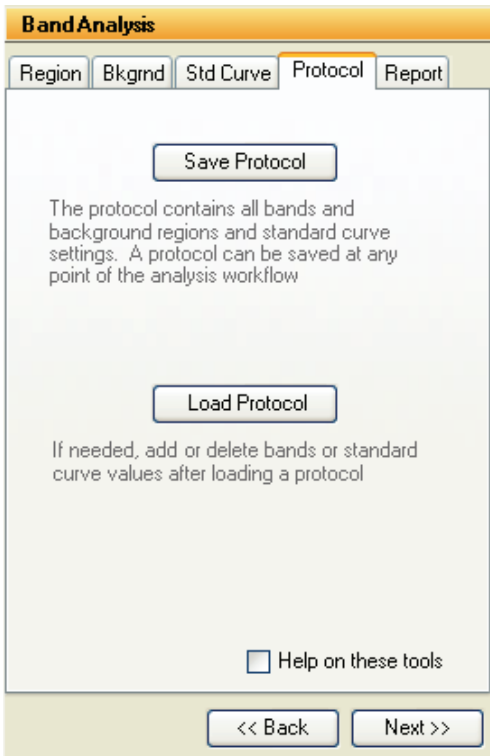 Band Analysis
Region Bkgrnd Std Curve Protocol Report
Save Protocol
The protocol contains all bands and
background regions and standard curve
settings. A protocol can be saved at any
point of the analysis workflow
Load Protocol
If needed, add or delete bands or standard
curve values after loading a protocol
Help on these tools
<< Back Next >>